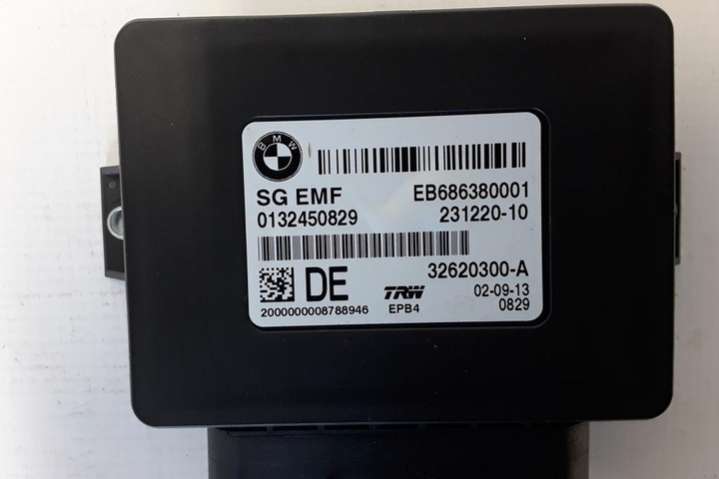 BMW
SG EMF EB686380001
0132450829 231220-10
32620300-A
DE TRW 02-09-13
2000000008788946 EPB4 0829